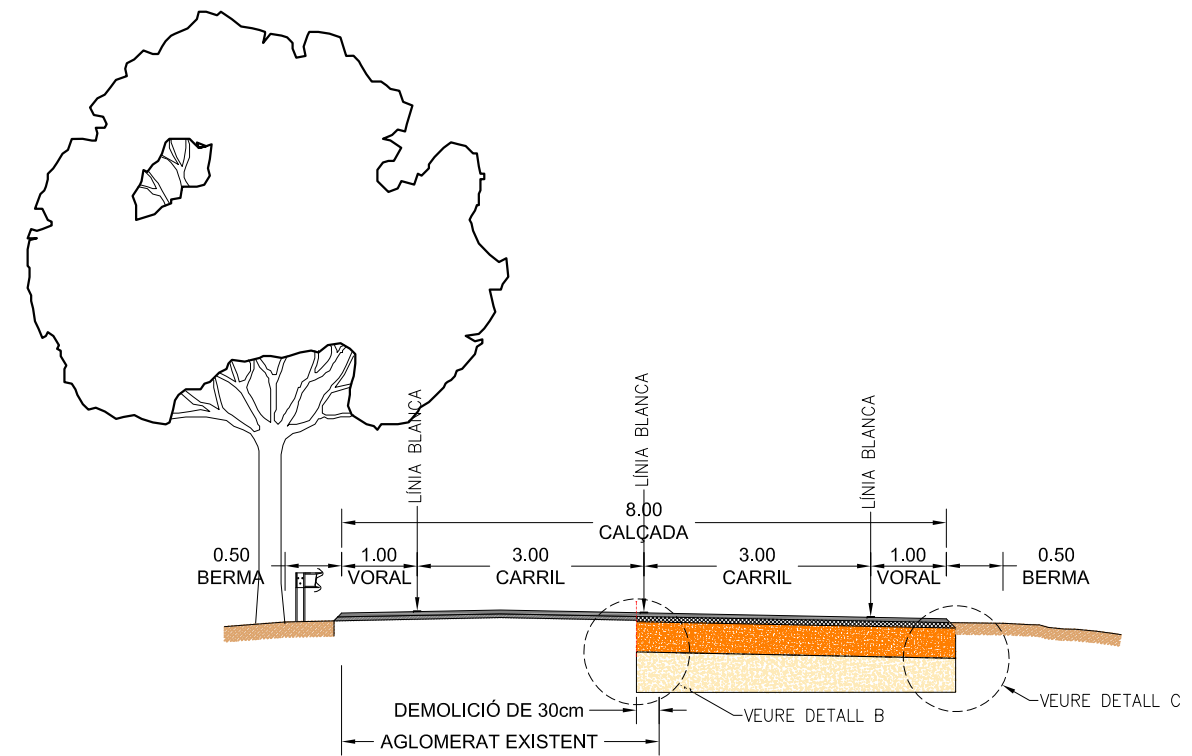 LÍNIA BLANCA
LÍNIA BLANCA
LÍNIA BLANCA
8.00
CALÇADA
0.50
BERMA
1.00
VORAL
3.00
CARRIL
3.00
CARRIL
1.00
VORAL
0.50
BERMA
DEMOLICIÓ DE 30cm
AGLOMERAT EXISTENT
VEURE DETALL B
VEURE DETALL C